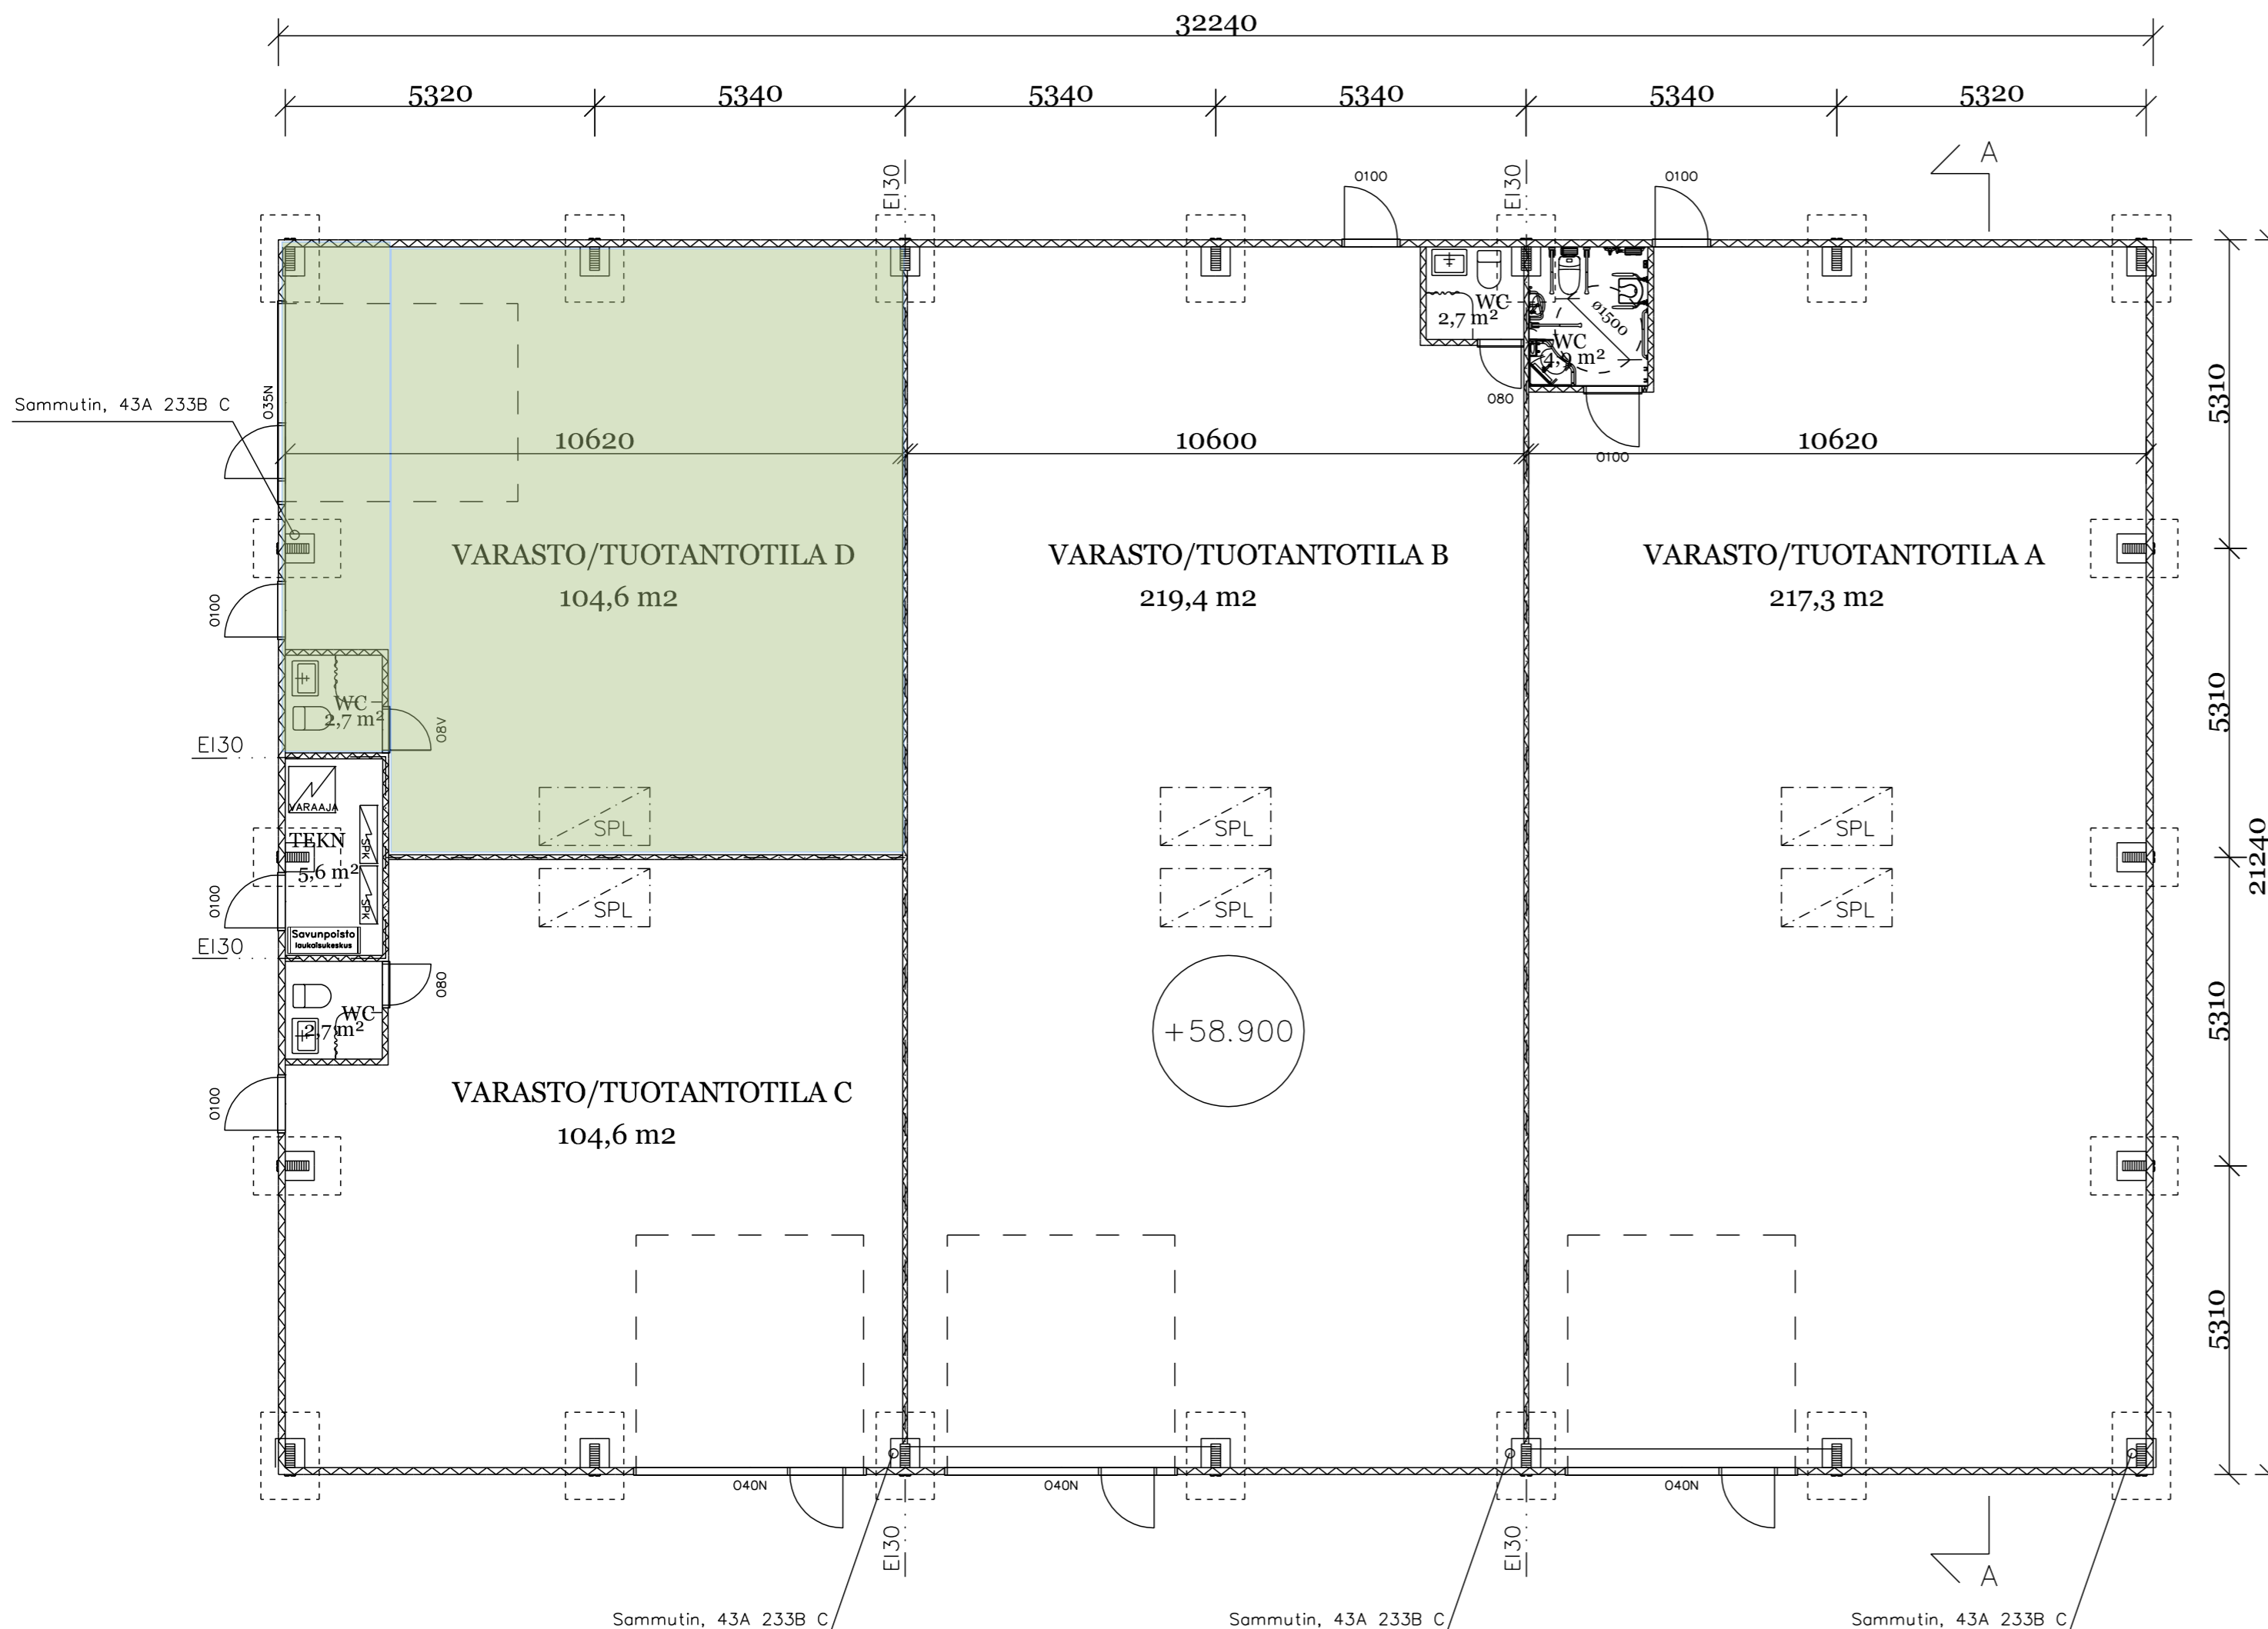 32240
5320 5340 5340 5340 5340 5320
A
EI30 EI30
0100 0100
WC
2,7 m²
ø1500
WC
4,9 m²
080
0100
035N
Sammutin, 43A 233B C
10620 10600 10620
5310
VARASTO/TUOTANTOTILA D
104,6 m2
VARASTO/TUOTANTOTILA B
219,4 m2
VARASTO/TUOTANTOTILA A
217,3 m2
0100
WC
2,7 m²
08V
5310
EI30
VARAAJA
TEKN
5,6 m²
SPK
SPK
0100
Savunpoisto
laukaisukeskus
SPL SPL SPL
SPL SPL SPL
21240
EI30
080
WC
2,7 m²
+58.900
5310
0100
VARASTO/TUOTANTOTILA C
104,6 m2
5310
040N 040N 040N
EI30 EI30
A
Sammutin, 43A 233B C Sammutin, 43A 233B C Sammutin, 43A 233B C